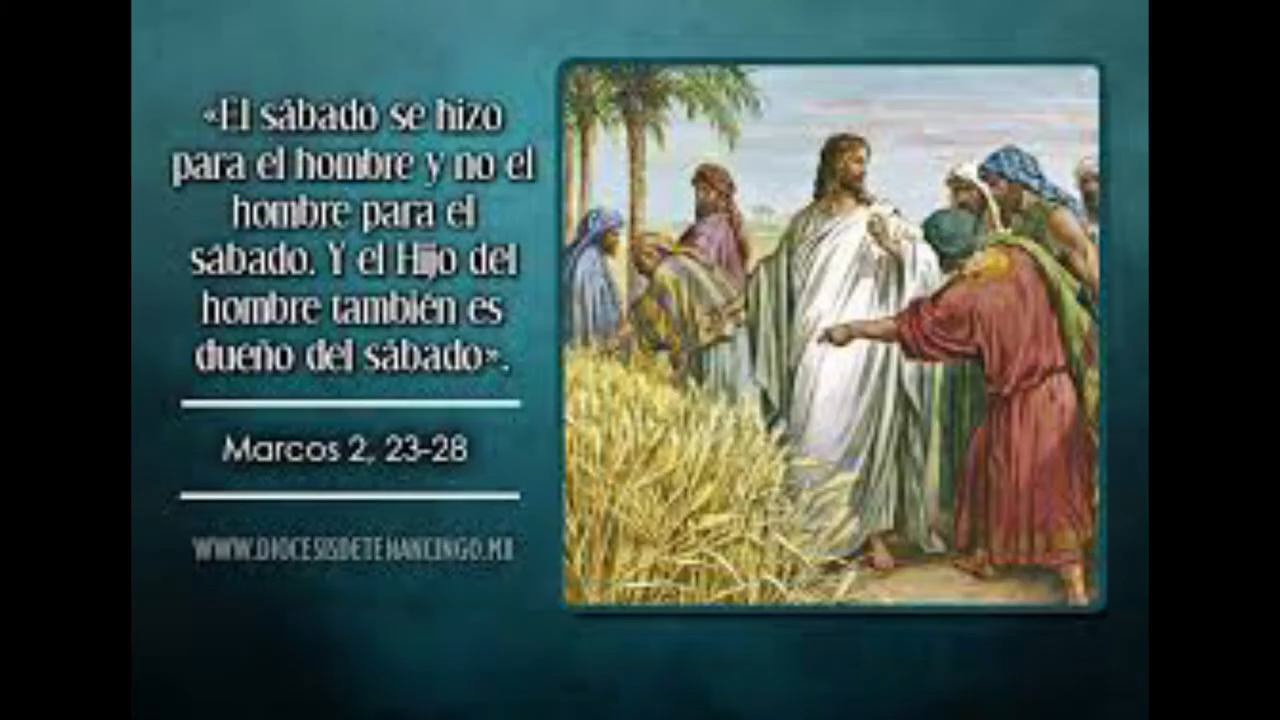 «El sábado se hizo
para el hombre y no el
hombre para el
sábado. Y el Hijo del
hombre también es
dueño del sábado».
Marcos 2, 23-28
WWW.DIOCESISDETENANCINGO.MX